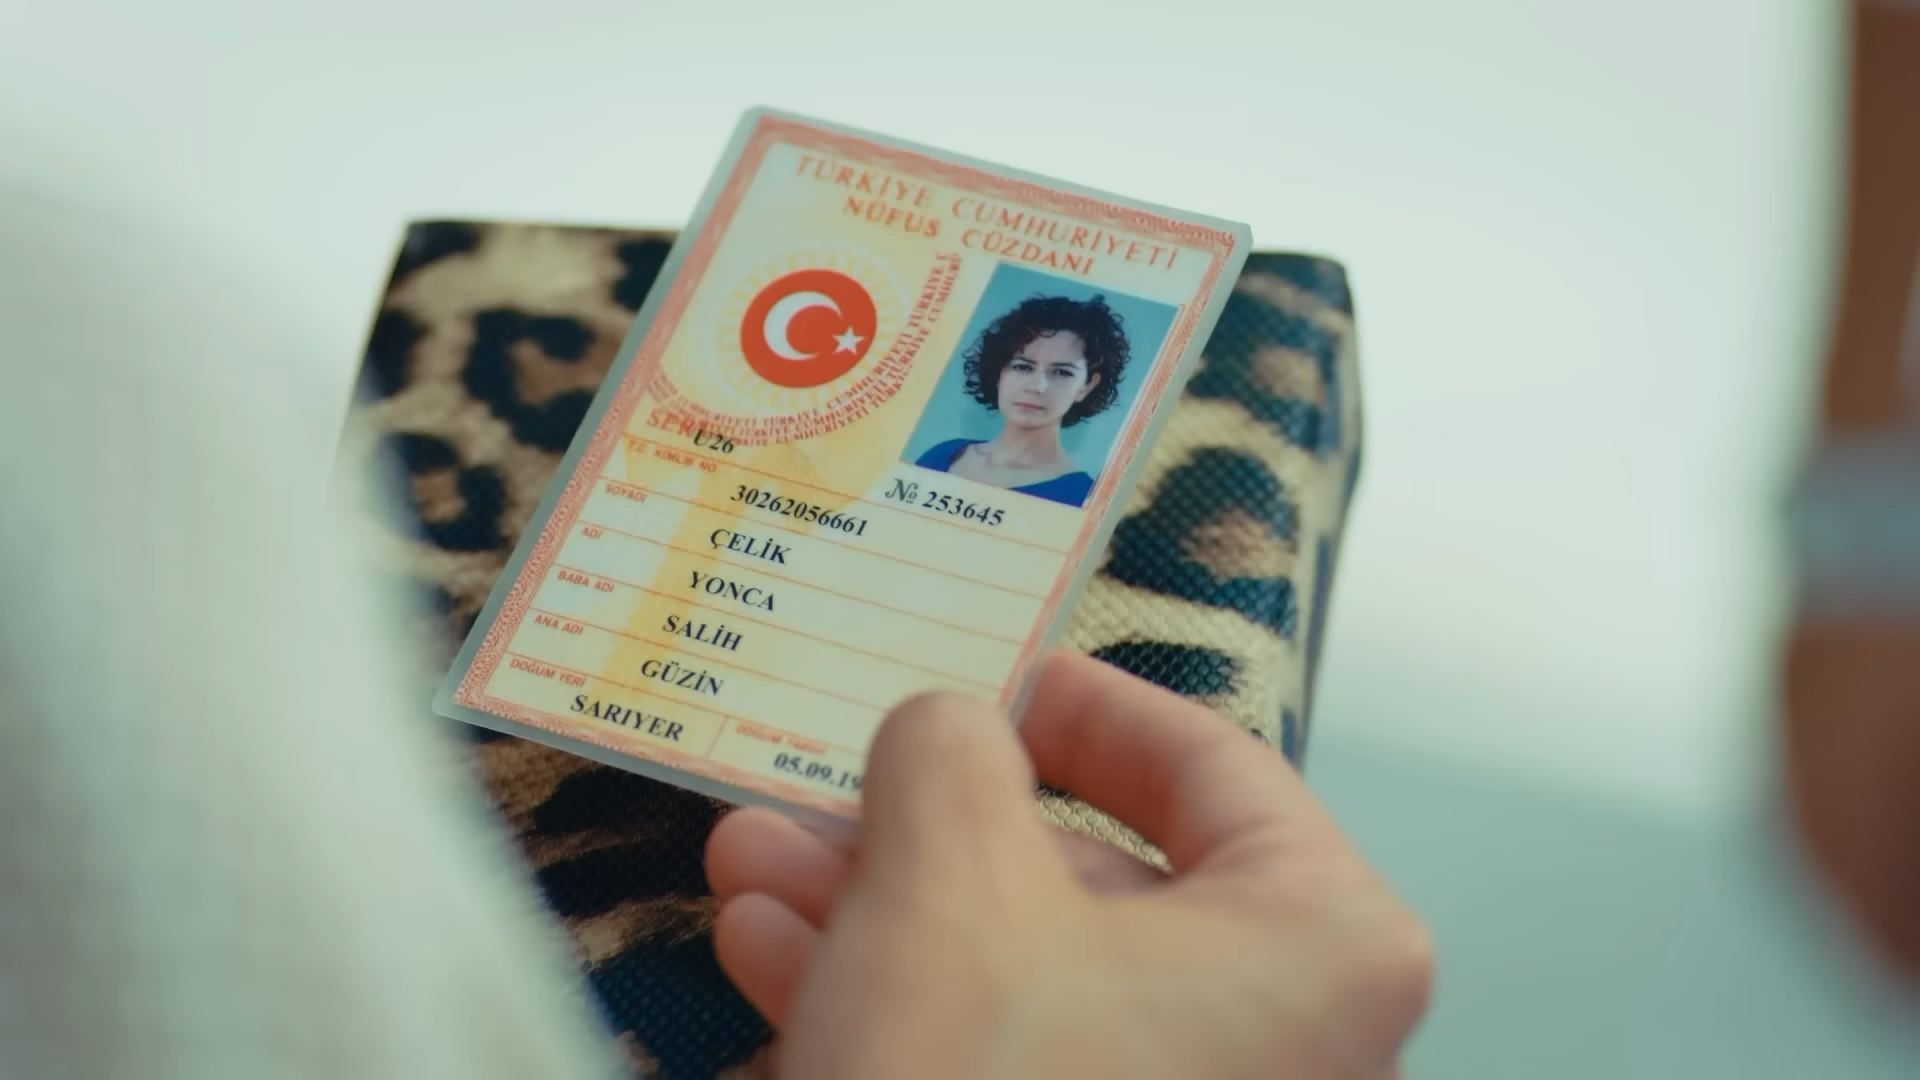 TÜRKİYE CUMHURİYETİ
NÜFUS CÜZDANI
SERİ U26
№ 253645
T.C. KİMLİK NO
30262056661
SOYADI
ÇELİK
ADI
YONCA
BABA ADI
SALİH
ANA ADI
GÜZİN
DOĞUM YERİ
SARIYER
DOĞUM TARİHİ
05.09.19